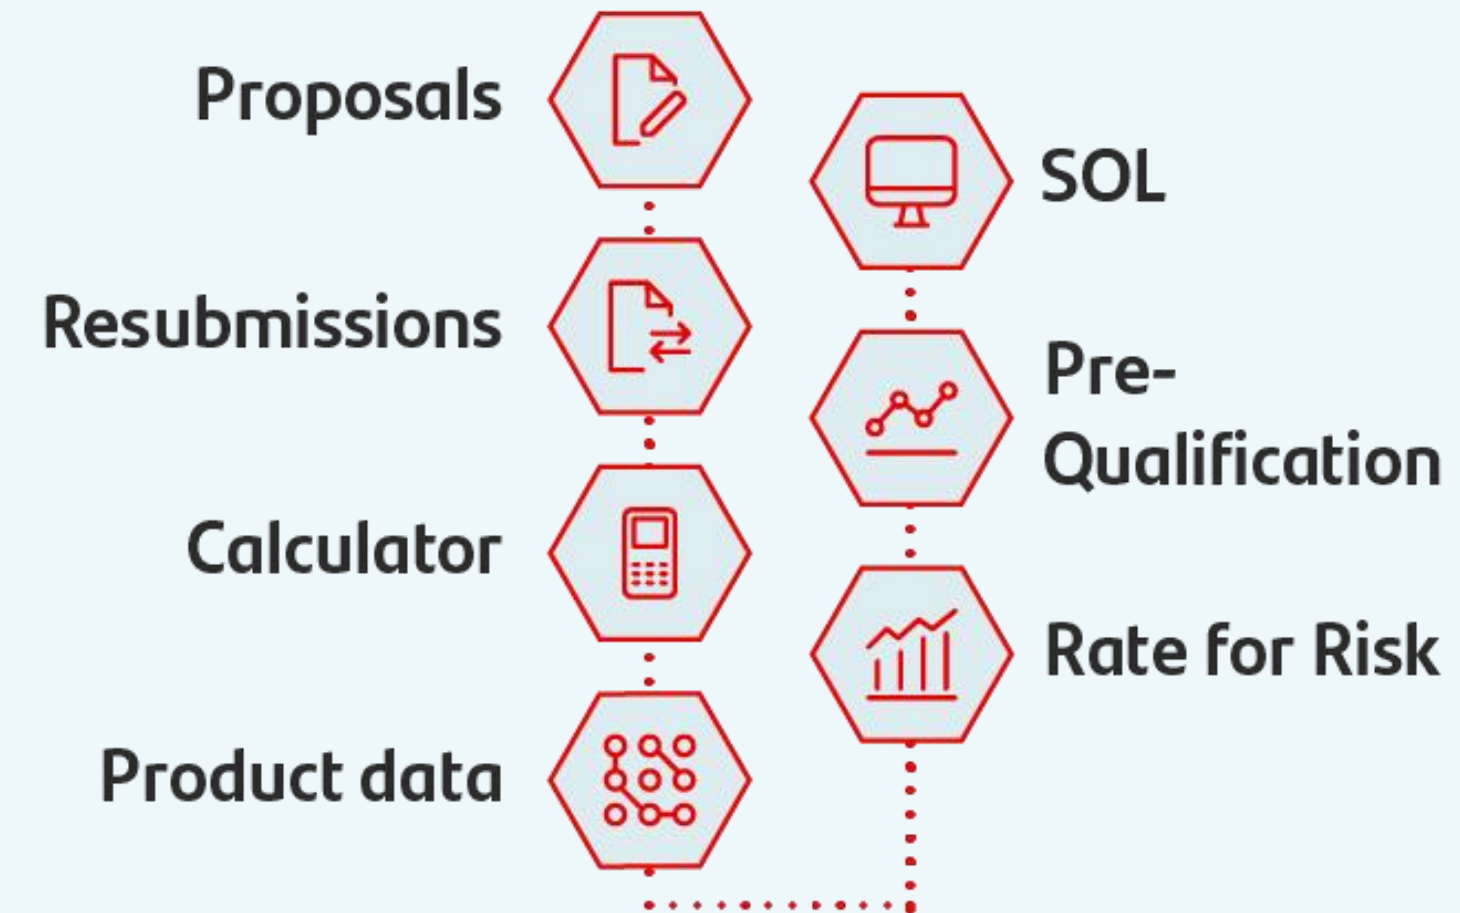 Proposals
Resubmissions
Calculator
Product data
SOL
Pre-
Qualification
Rate for Risk